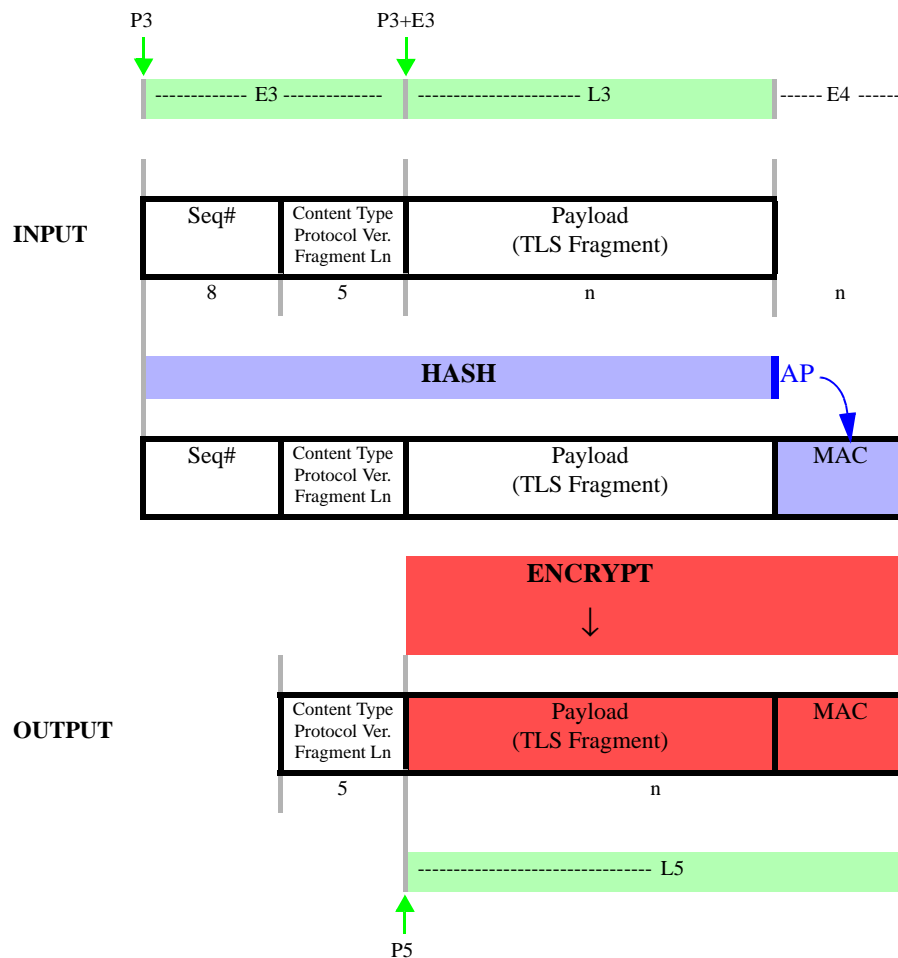 P3 P3+E3
------------- E3 -------------- ----------------------- L3 ------ E4 ------
INPUT
Seq#
Content Type
Protocol Ver.
Fragment Ln
Payload
(TLS Fragment)
8 5 n n
HASH AP
Seq#
Content Type
Protocol Ver.
Fragment Ln
Payload
(TLS Fragment)
MAC
ENCRYPT
↓
OUTPUT
Content Type
Protocol Ver.
Fragment Ln
Payload
(TLS Fragment)
MAC
5 n
--------------------------------- L5
P5